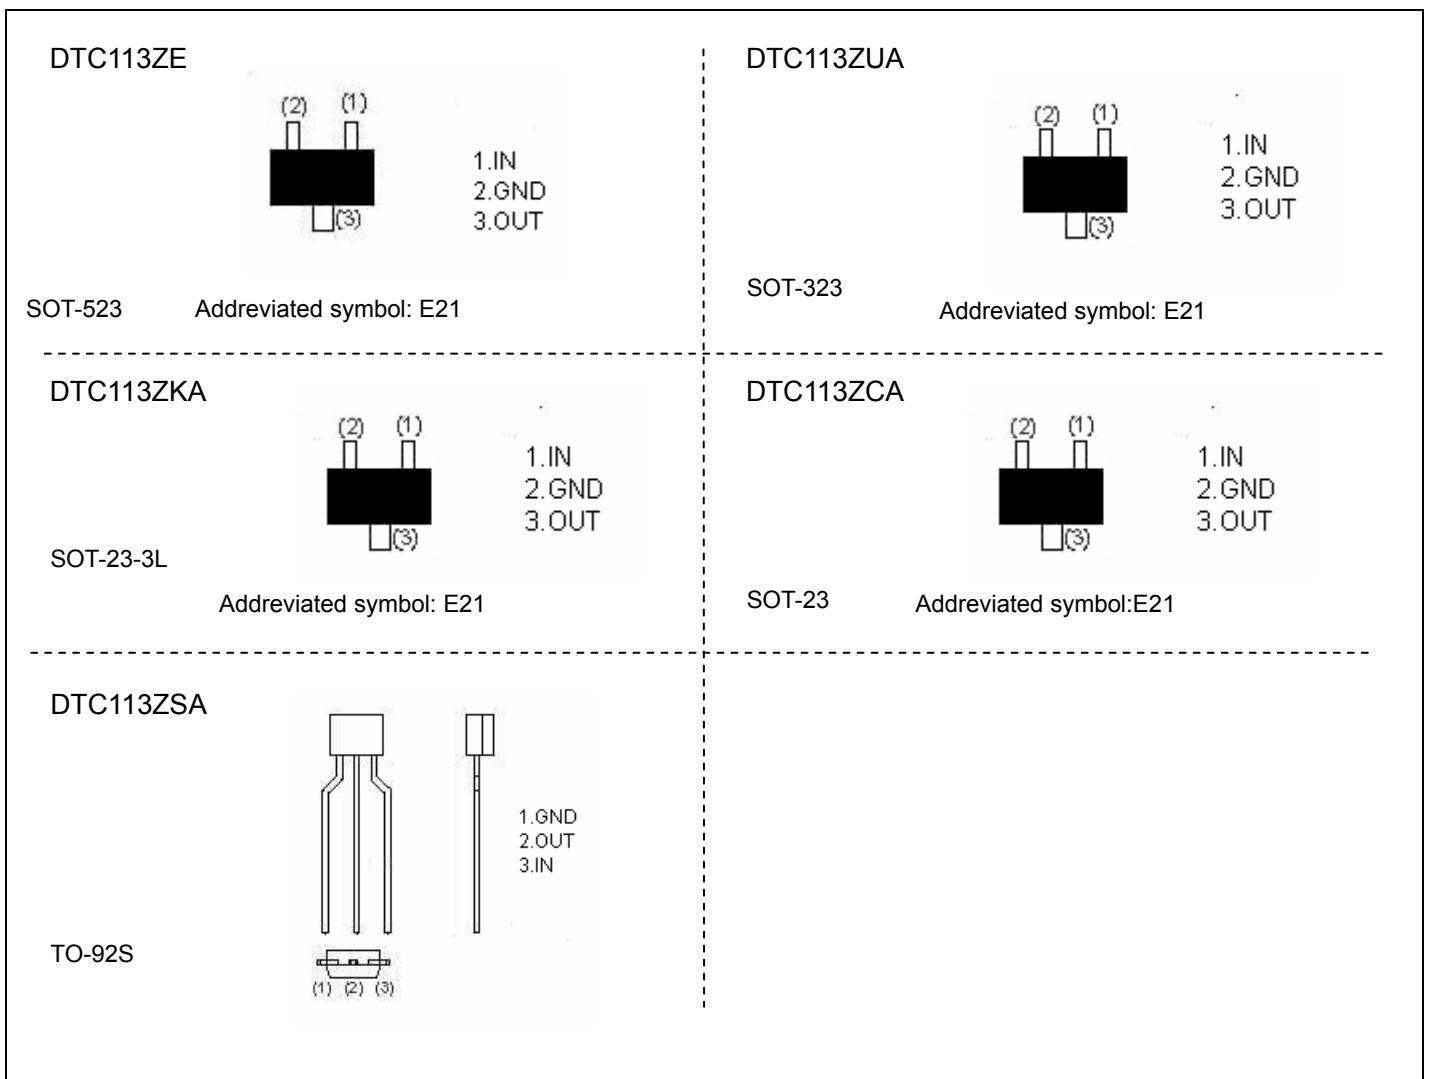 DTC113ZE
(2) (1)
(3)
1.IN
2.GND
3.OUT
SOT-523
Addreviated symbol: E21
DTC113ZUA
(2) (1)
(3)
1.IN
2.GND
3.OUT
SOT-323
Addreviated symbol: E21
DTC113ZKA
(2) (1)
(3)
1.IN
2.GND
3.OUT
SOT-23-3L
Addreviated symbol: E21
DTC113ZCA
(2) (1)
(3)
1.IN
2.GND
3.OUT
SOT-23
Addreviated symbol:E21
DTC113ZSA
1.GND
2.OUT
3.IN
TO-92S
(1) (2) (3)